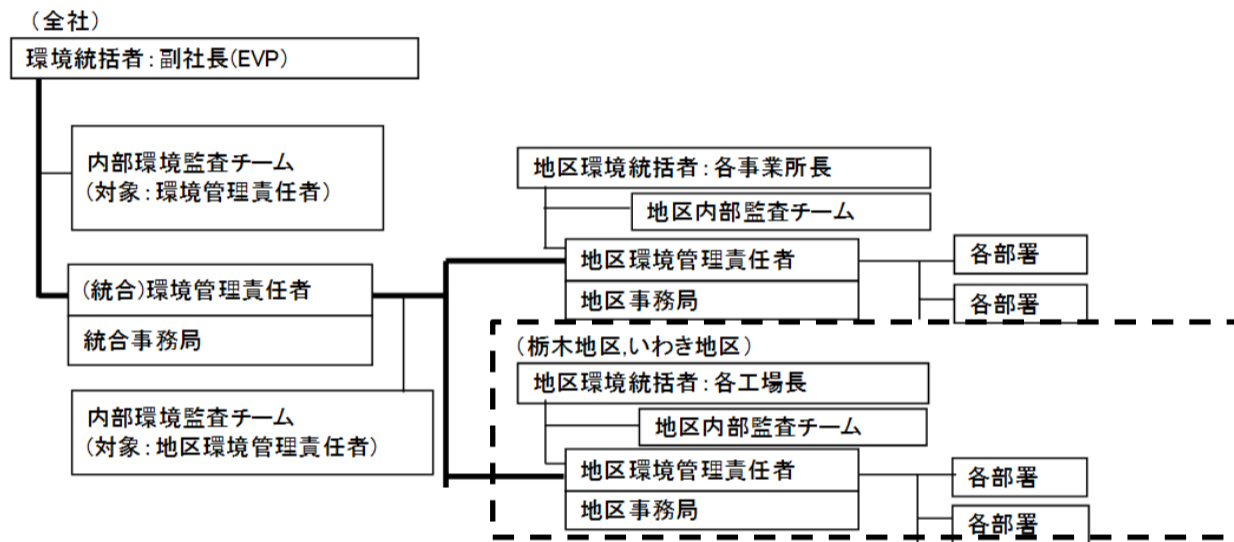 （全社）
環境統括者：副社長(EVP)
内部環境監査チーム
(対象：環境管理責任者)
(統合)環境管理責任者
統合事務局
内部環境監査チーム
(対象：地区環境管理責任者)
地区環境統括者：各事業所長
地区内部監査チーム
地区環境管理責任者
地区事務局
各部署
各部署
（栃木地区,いわき地区）
地区環境統括者：各工場長
地区内部監査チーム
地区環境管理責任者
地区事務局
各部署
各部署